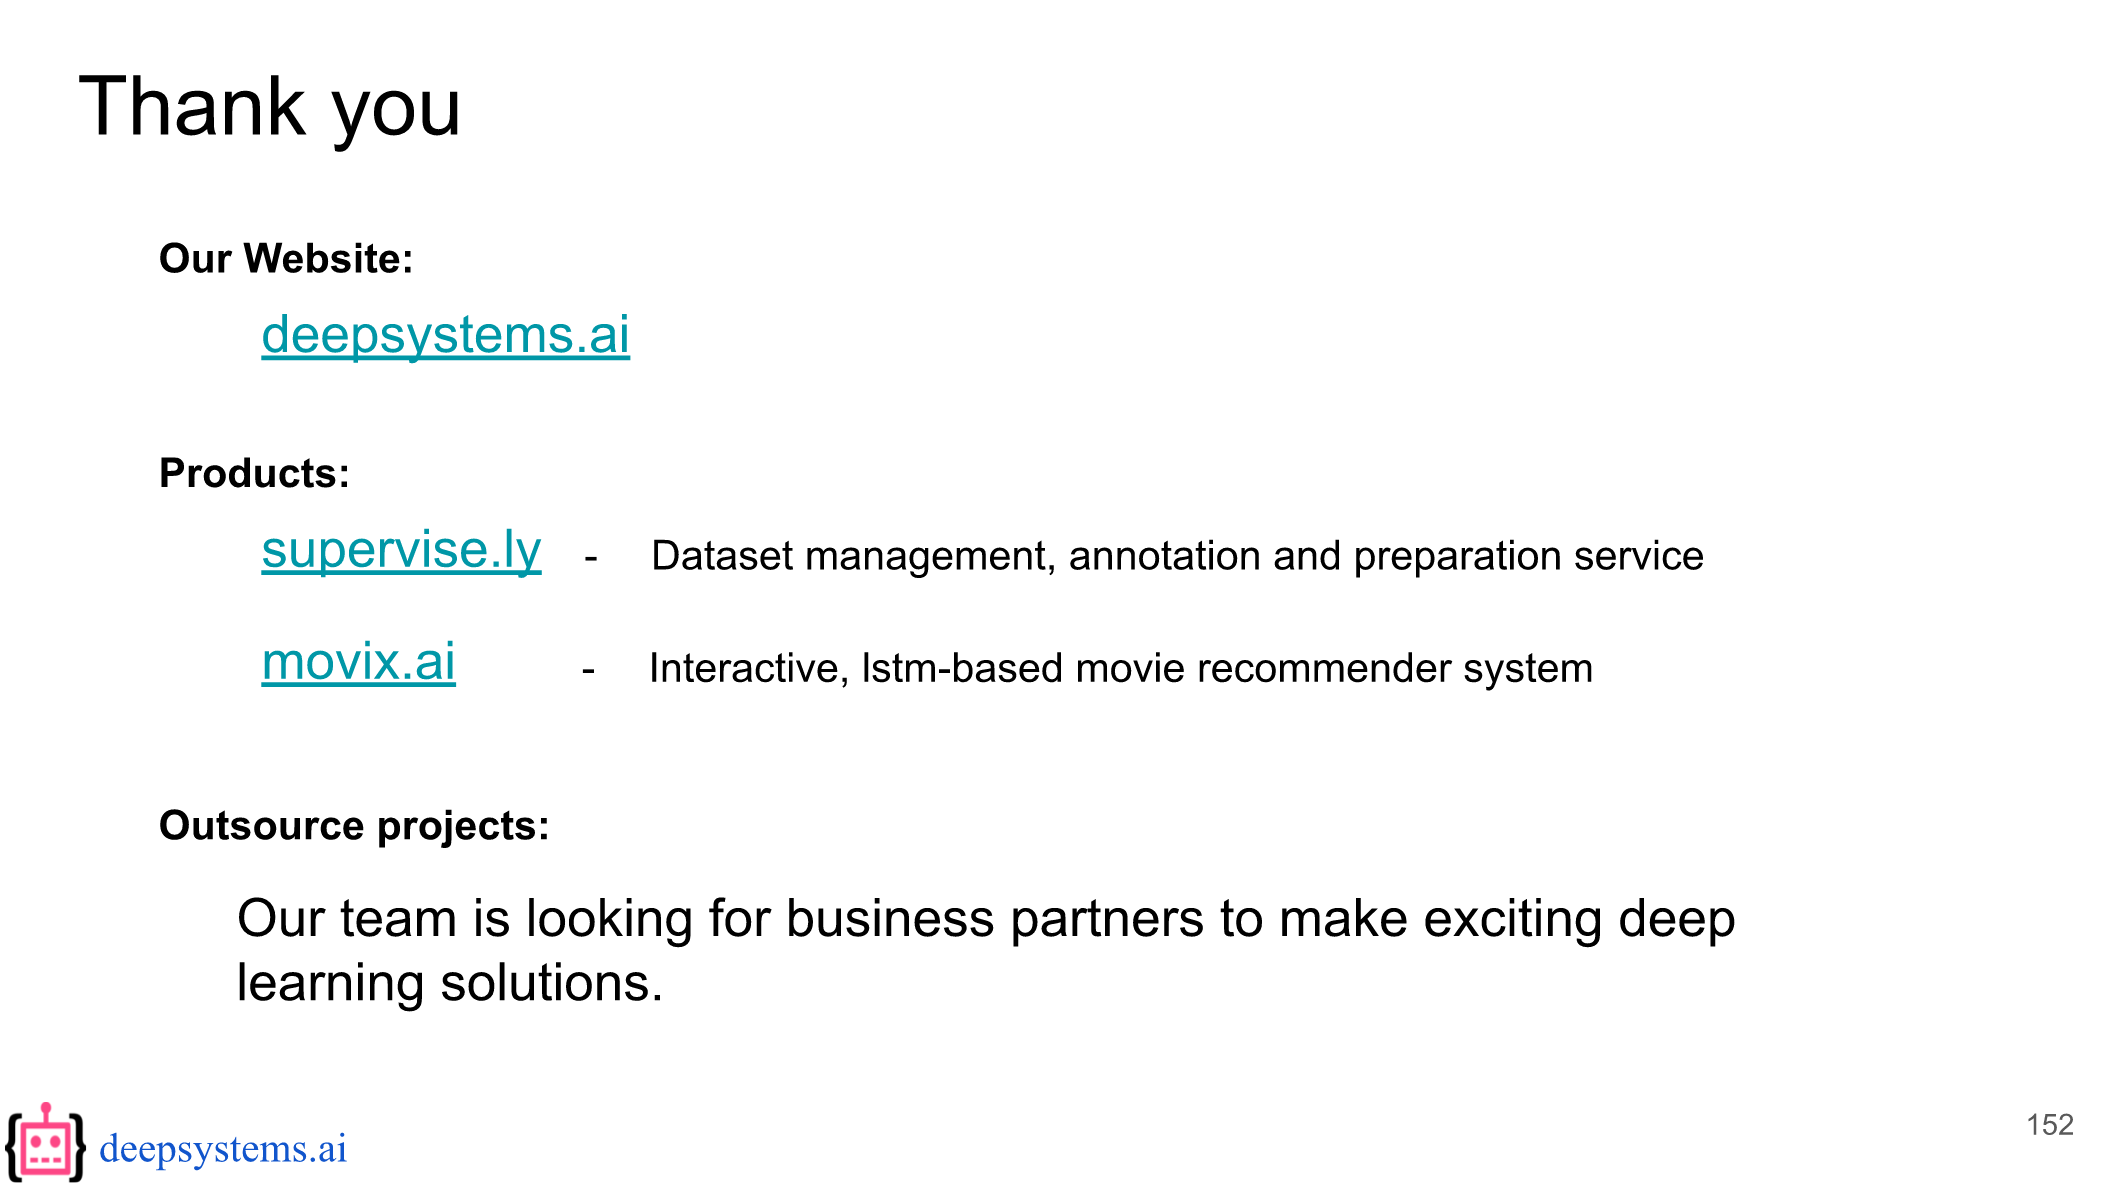 Thank you
Our Website:
deepsystems.ai
Products:
supervise.ly - Dataset management, annotation and preparation service
movix.ai - Interactive, lstm-based movie recommender system
Outsource projects:
Our team is looking for business partners to make exciting deep
learning solutions.
deepsystems.ai
152